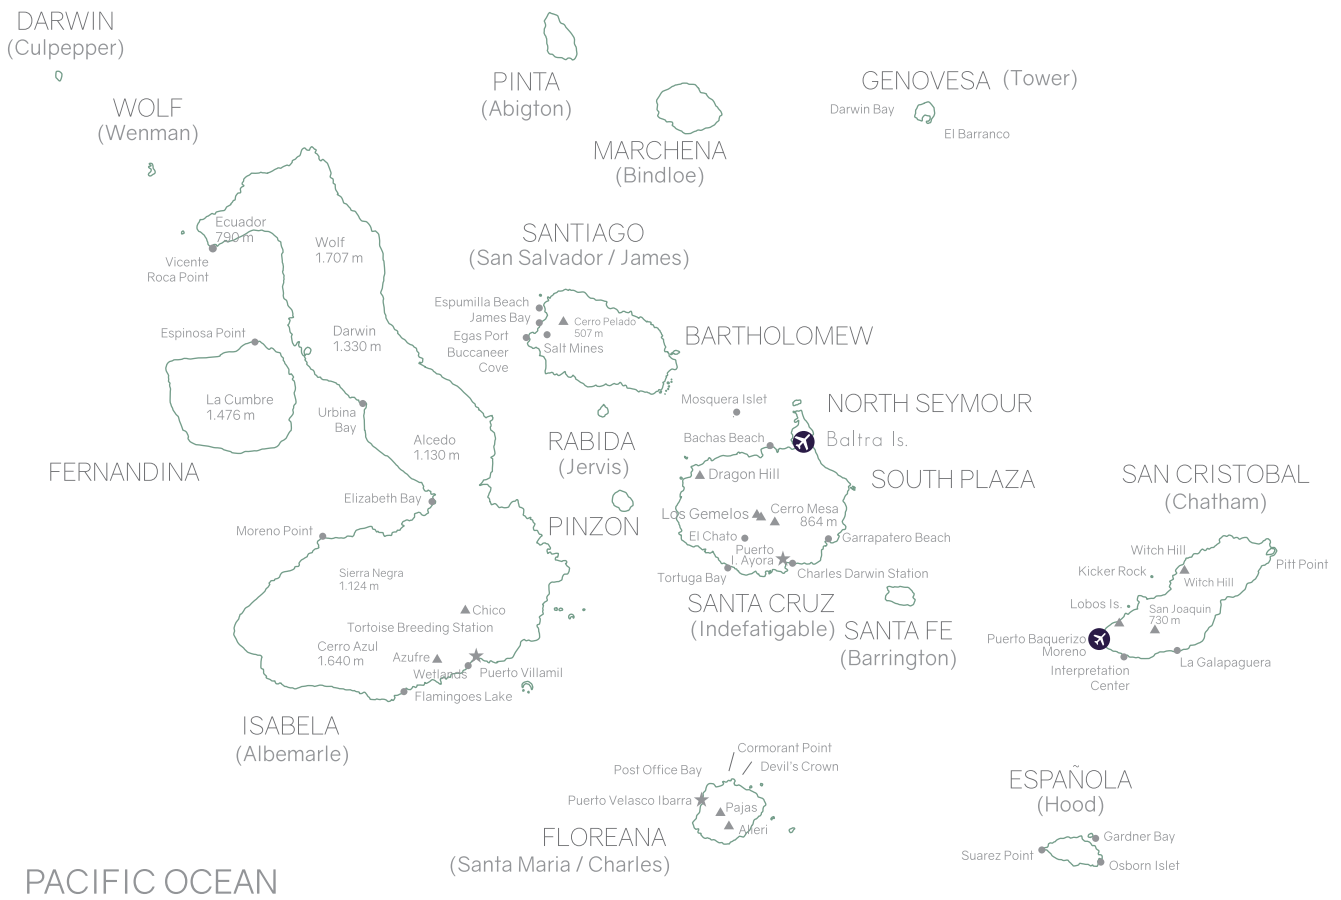 DARWIN
(Culpepper)
WOLF
(Wenman)
PINTA
(Abigton)
MARCHENA
(Bindloe)
GENOVESA (Tower)
Darwin Bay
El Barranco
Ecuador
790 m
Vicente
Roca Point
Wolf
1.707 m
SANTIAGO
(San Salvador / James)
Espumilla Beach
James Bay
Egas Port
Buccaneer
Cove
Cerro Pelado
507 m
Salt Mines
BARTHOLOMEW
Espinosa Point
Darwin
1.330 m
La Cumbre
1.476 m
Urbina
Bay
FERNANDINA
Alcedo
1.130 m
Elizabeth Bay
Moreno Point
RABIDA
(Jervis)
PINZON
Mosquera Islet
NORTH SEYMOUR
Bachas Beach
Baltra Is.
Dragon Hill
SOUTH PLAZA
Los Gemelos
Cerro Mesa
864 m
El Chato
Puerto
I. Ayora
Garrapatero Beach
Tortuga Bay
Charles Darwin Station
SANTA CRUZ
(Indefatigable)
SANTA FE
(Barrington)
SAN CRISTOBAL
(Chatham)
Witch Hill
Pitt Point
Kicker Rock
Witch Hill
Lobos Is.
San Joaquin
730 m
Puerto Baquerizo
Moreno
La Galapaguera
Interpretation
Center
Sierra Negra
1.124 m
Chico
Tortoise Breeding Station
Cerro Azul
1.640 m
Azufre
Wetlands
Puerto Villamil
Flamingoes Lake
ISABELA
(Albemarle)
Cormorant Point
Devil's Crown
Post Office Bay
Puerto Velasco Ibarra
Pajas
Alieri
FLOREANA
(Santa Maria / Charles)
ESPAÑOLA
(Hood)
Gardner Bay
Suarez Point
Osborn Islet
PACIFIC OCEAN